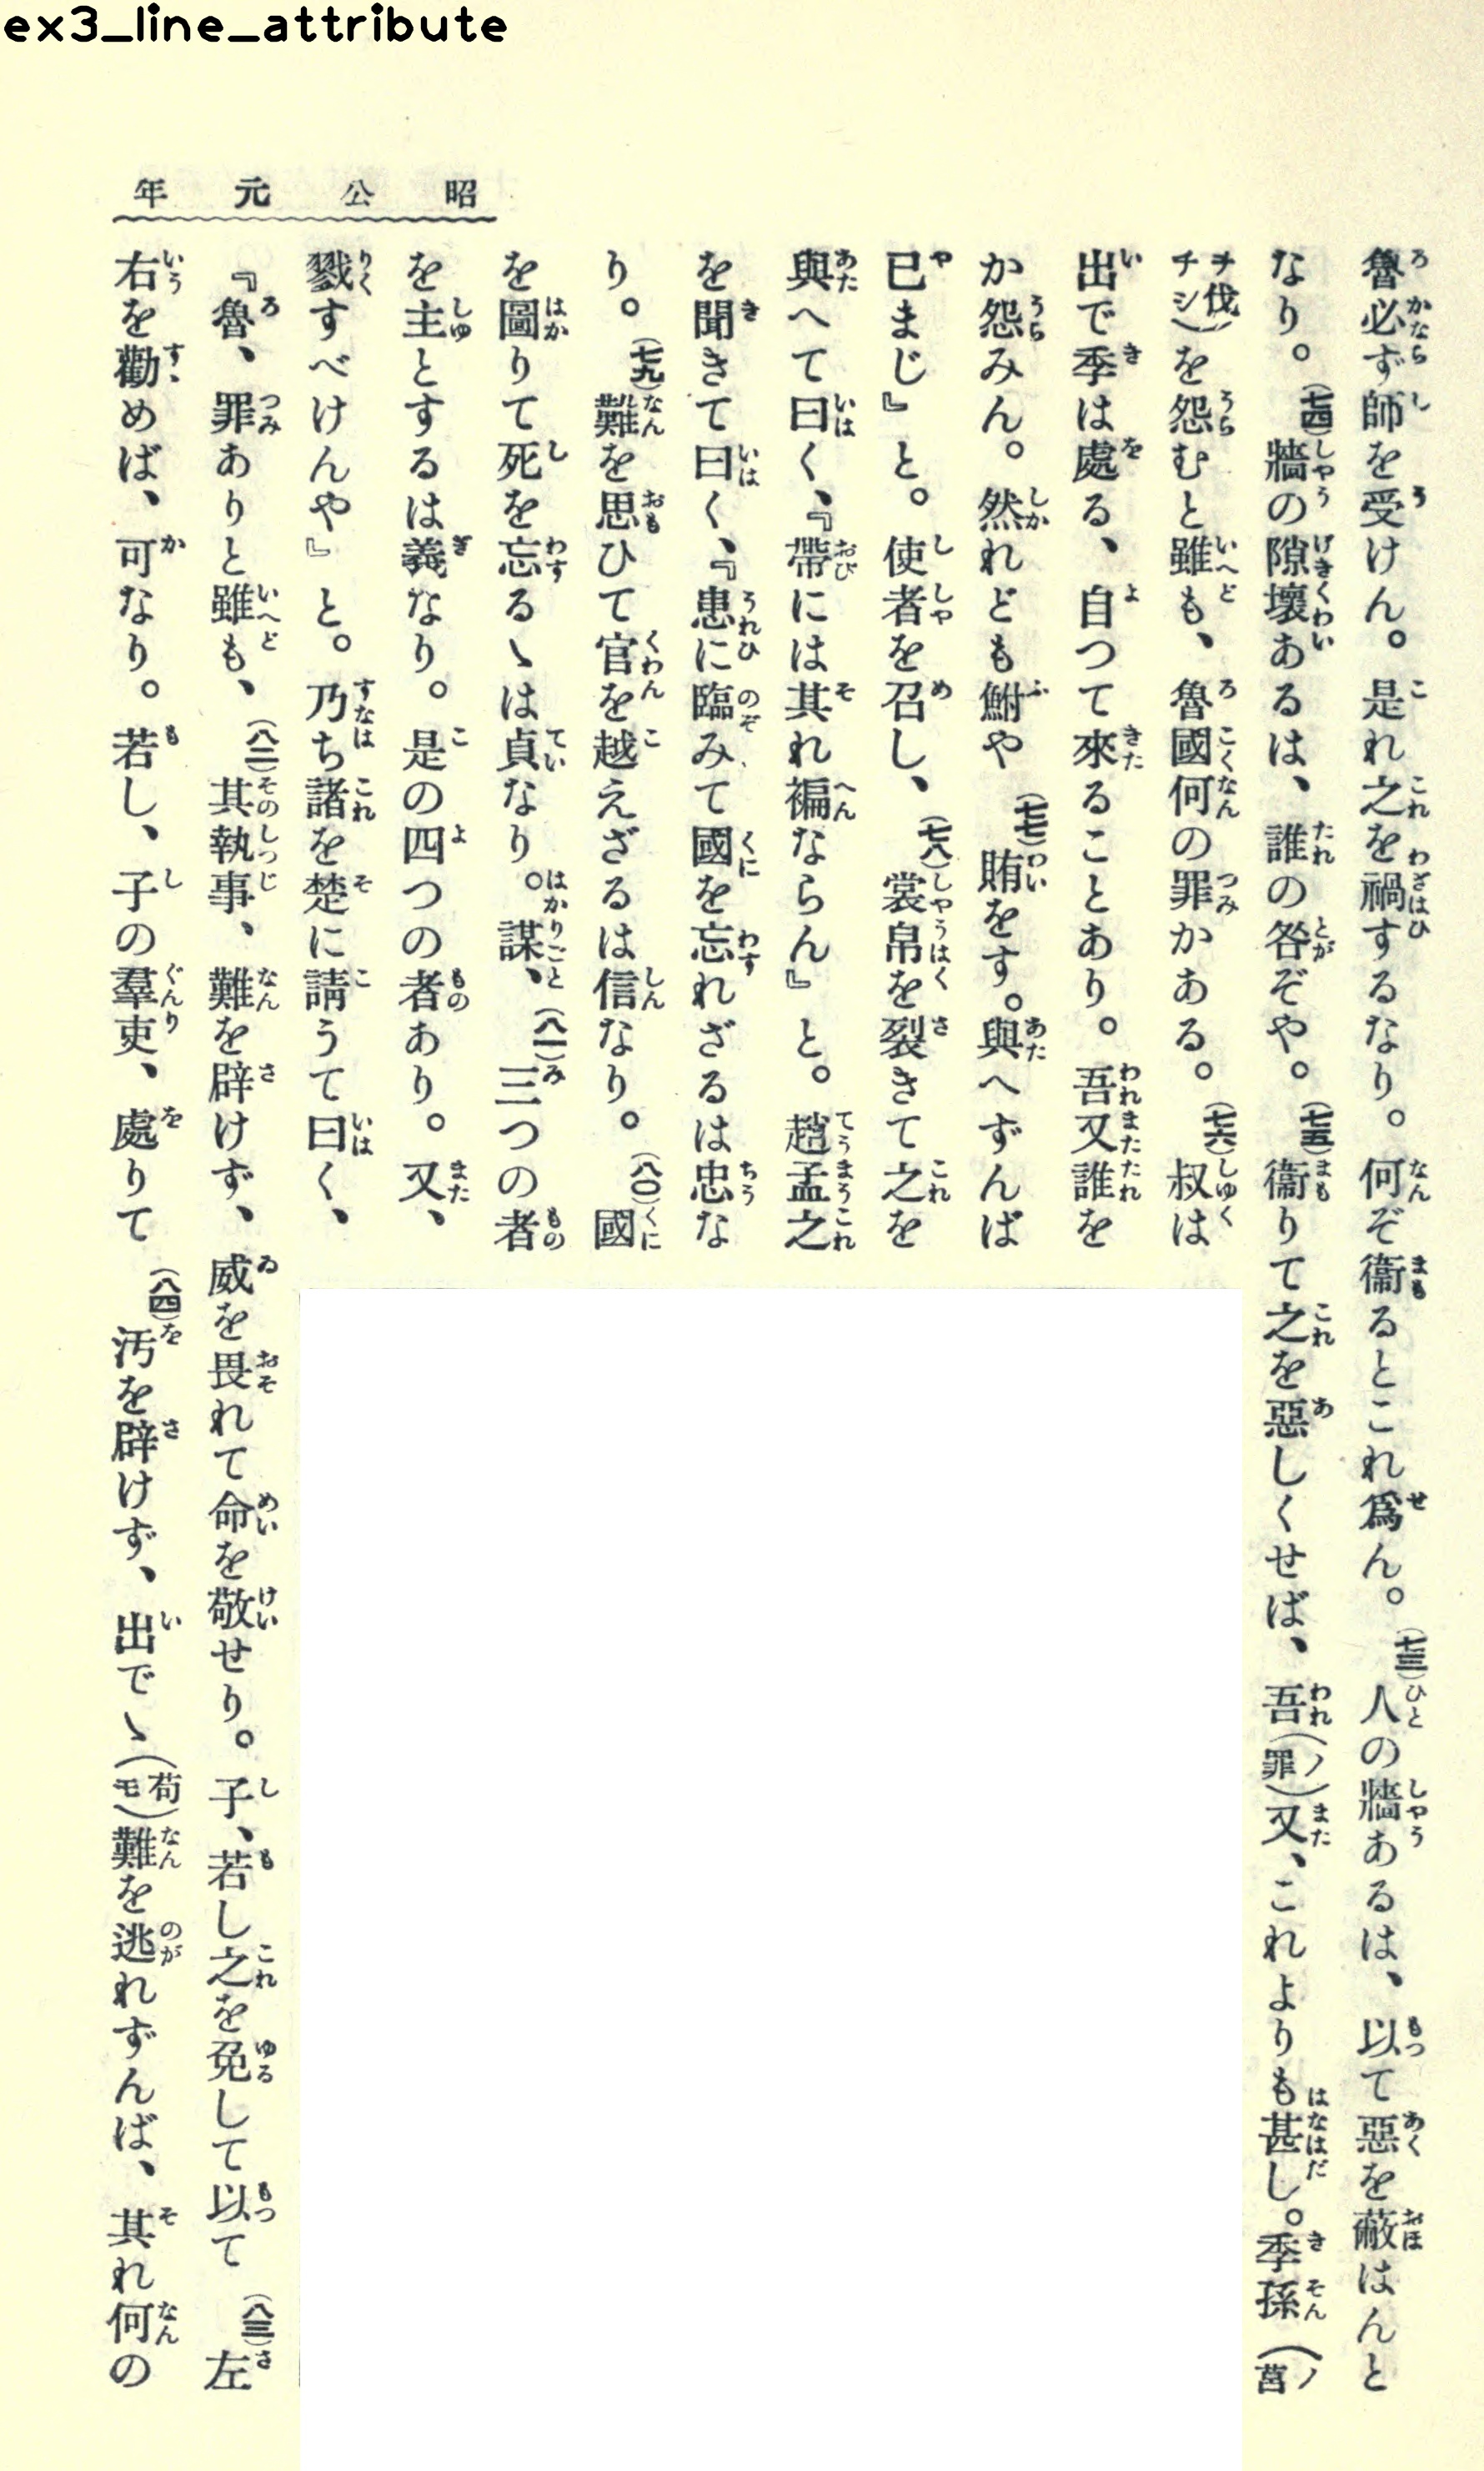 ex3_line_attribute
昭公元年
魯必ず師を受けん。是れ之を禍するなり。何ぞ衞るとこれ爲ん。(七三)人の牆あるは、以て惡を蔽はんと
なり。(七四)牆の隙壞あるは、誰の咎ぞや。(七五)衞りて之を惡しくせば、吾(ノ罪)又、これよりも甚し。季孫(ノ莒
ヲ伐チシ)を怨むと雖も、魯國何の罪かある。(七六)叔は
出で季は處る、自つて來ることあり。吾又誰を
か怨みん。然れども鮒や(七七)賄をす。與へずんば
已まじ』と。使者を召し、(七八)裳帛を裂きて之を
與へて曰く、『帶には其れ褊ならん』と。趙孟之
を聞きて曰く、『患に臨みて國を忘れざるは忠な
り。(七九)難を思ひて官を越えざるは信なり。(八〇)國
を圖りて死を忘るゝは貞なり。謀、(八一)三つの者
を主とするは義なり。是の四つの者あり。又、
戮すべけんや』と。乃ち諸を楚に請うて曰く、
『魯、罪ありと雖も、(八二)其執事、難を辟けず、威を畏れて命を敬せり。子、若し之を免して以て(八三)左
右を勸めば、可なり。若し、子の羣吏、處りて(八四)汚を辟けず、出でゝ(苟モ)難を逃れずんば、其れ何の